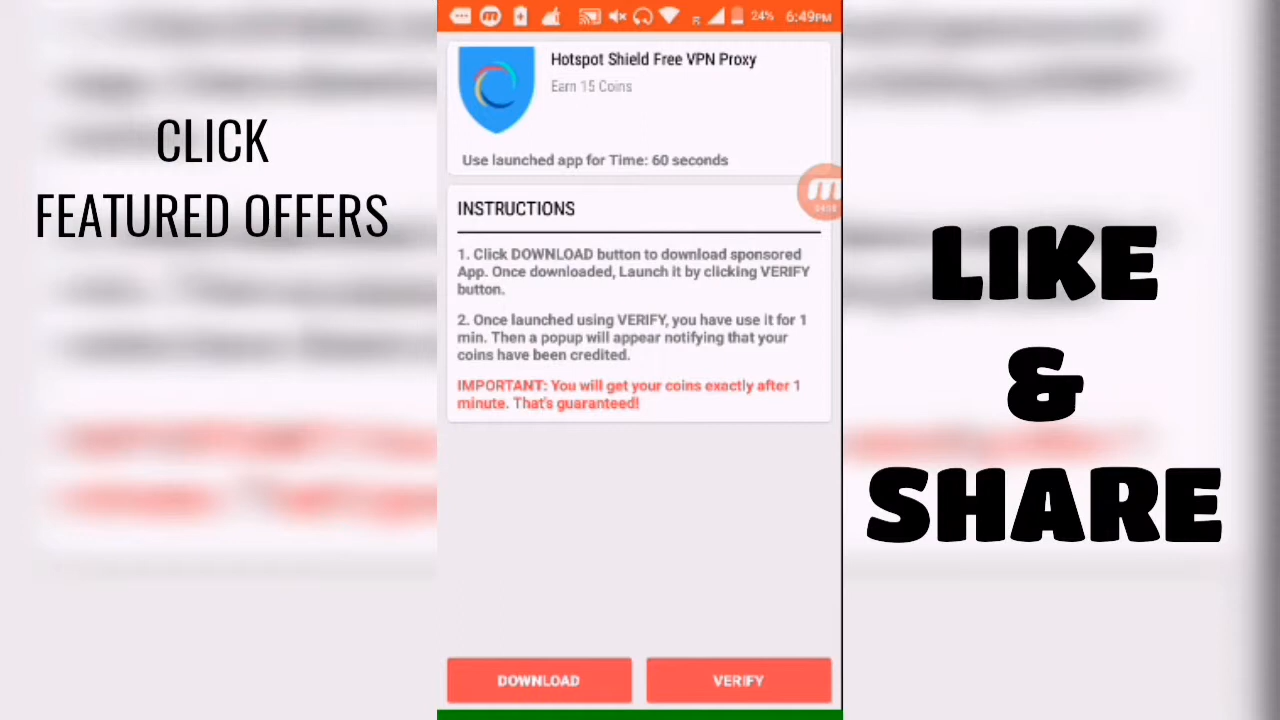 CLICK
FEATURED OFFERS
24% 6:49PM
Hotspot Shield Free VPN Proxy
Earn 15 Coins
Use launched app for Time: 60 seconds
INSTRUCTIONS
1. Click DOWNLOAD button to download sponsored
App. Once downloaded, Launch it by clicking VERIFY
button.
2. Once launched using VERIFY, you have use it for 1
min. Then a popup will appear notifying that your
coins have been credited.
IMPORTANT: You will get your coins exactly after 1
minute. That's guaranteed!
DOWNLOAD
VERIFY
LIKE
&
SHARE